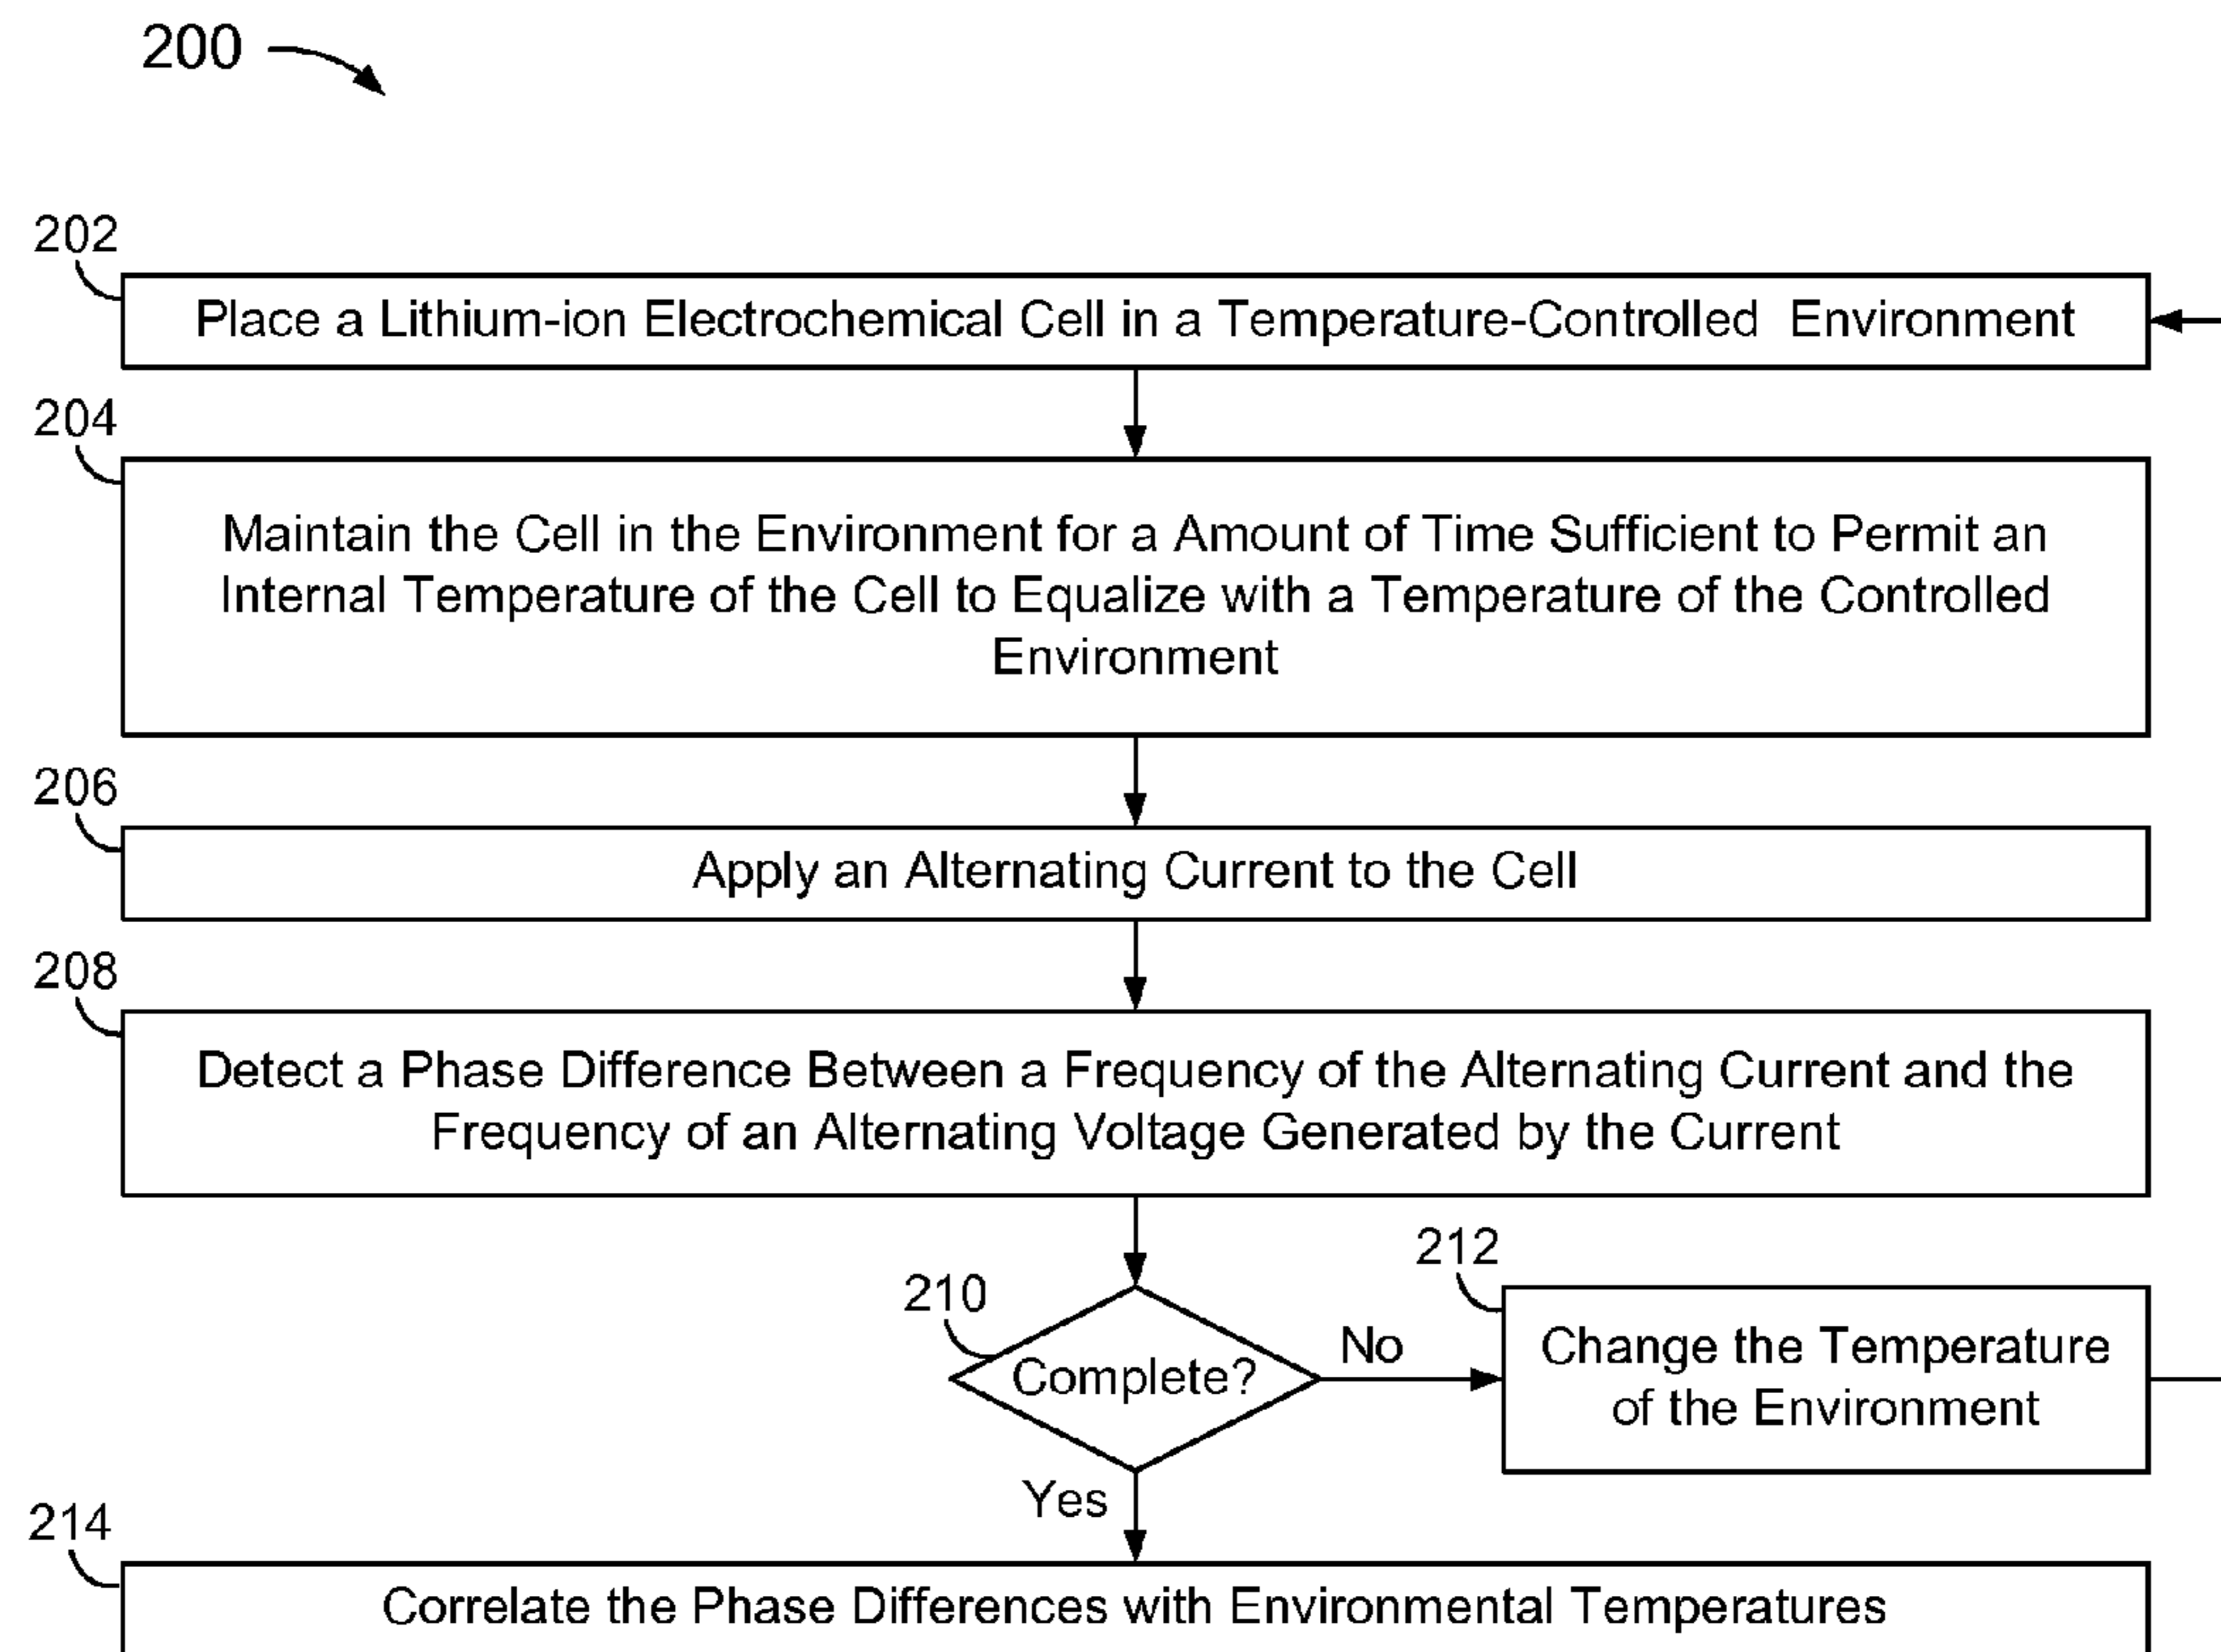 200
202
Place a Lithium-ion Electrochemical Cell in a Temperature-Controlled Environment
204
Maintain the Cell in the Environment for a Amount of Time Sufficient to Permit an
Internal Temperature of the Cell to Equalize with a Temperature of the Controlled
Environment
206
Apply an Alternating Current to the Cell
208
Detect a Phase Difference Between a Frequency of the Alternating Current and the
Frequency of an Alternating Voltage Generated by the Current
210
Complete?
No
212
Change the Temperature
of the Environment
Yes
214
Correlate the Phase Differences with Environmental Temperatures